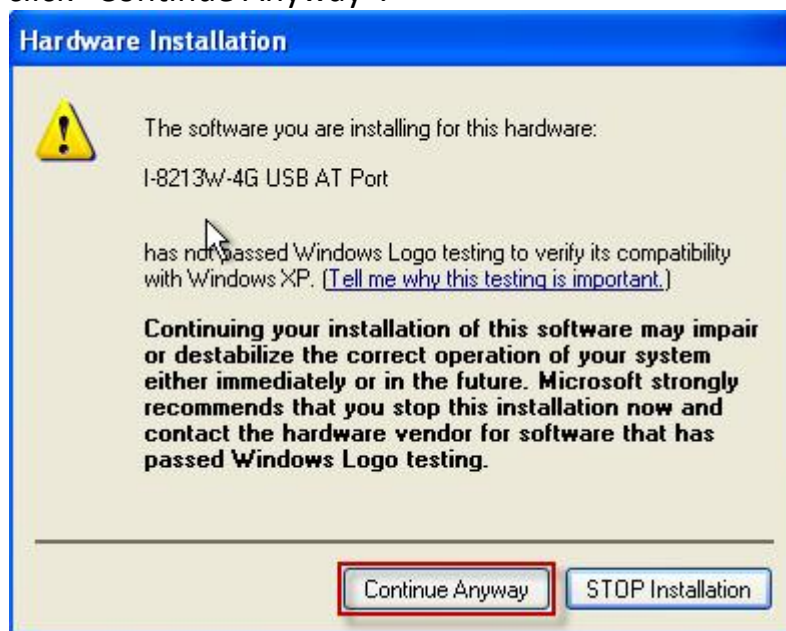 click "Continue Anyway".
Hardware Installation
The software you are installing for this hardware:
I-8213W-4G USB AT Port
has not passed Windows Logo testing to verify its compatibility
with Windows XP. (Tell me why this testing is important.)
Continuing your installation of this software may impair
or destabilize the correct operation of your system
either immediately or in the future. Microsoft strongly
recommends that you stop this installation now and
contact the hardware vendor for software that has
passed Windows Logo testing.
Continue Anyway
STOP Installation